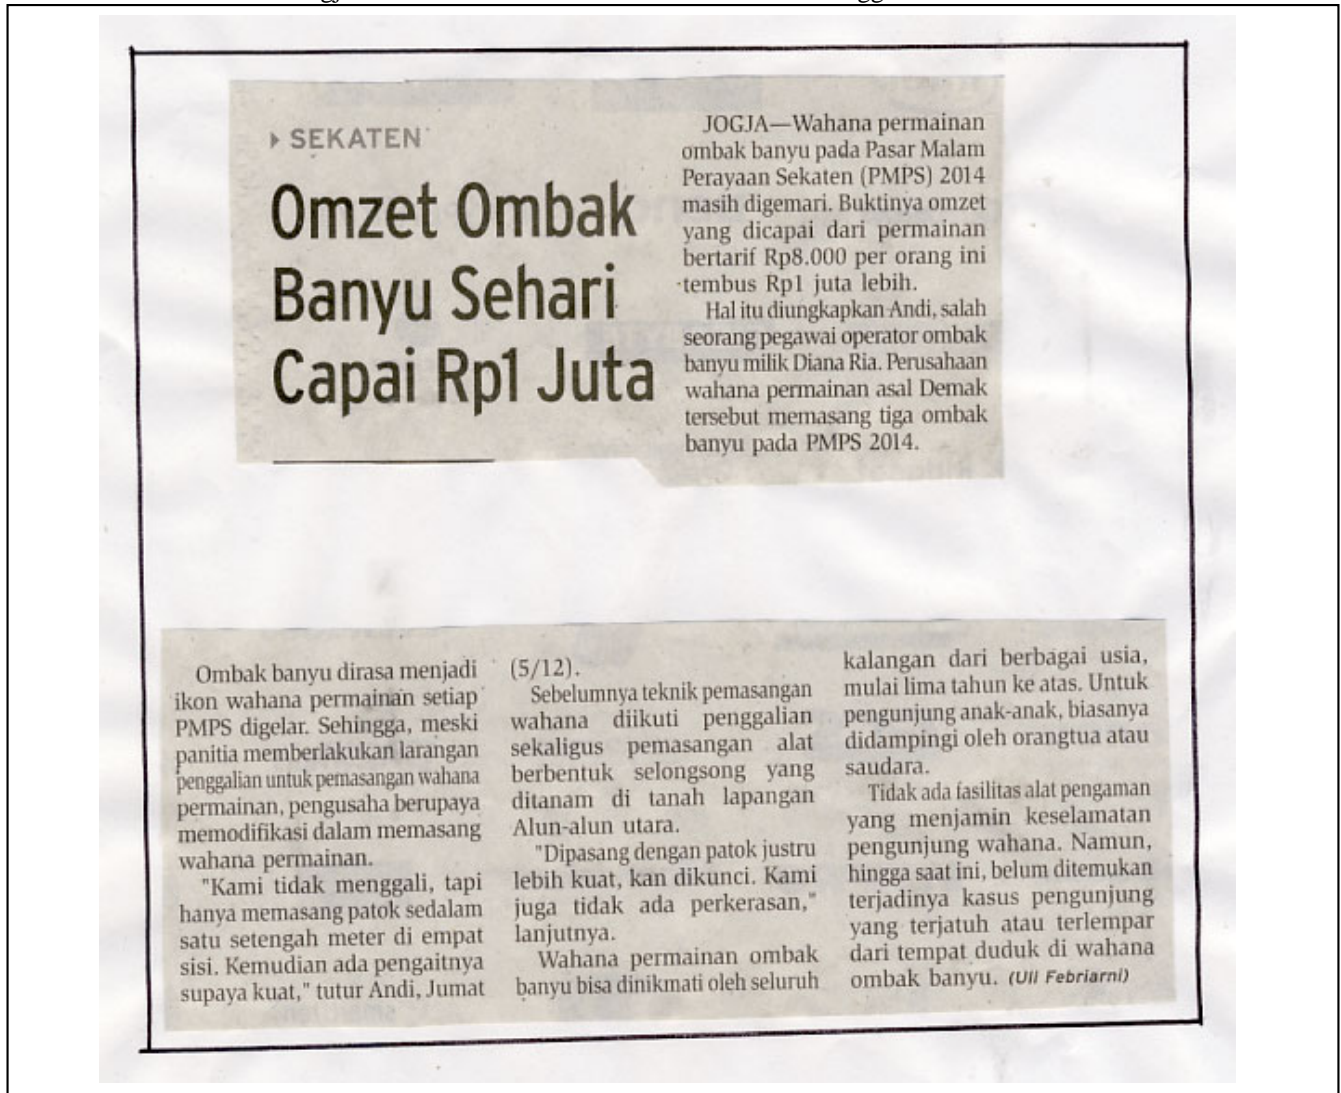 SEKATEN
Omzet Ombak
Banyu Sehari
Capai Rp1 Juta
JOGJA—Wahana permainan
ombak banyu pada Pasar Malam
Perayaan Sekaten (PMPS) 2014
masih digemari. Buktinya omzet
yang dicapai dari permainan
bertarif Rp8.000 per orang ini
tembus Rp1 juta lebih.
Hal itu diungkapkan Andi, salah
seorang pegawai operator ombak
banyu milik Diana Ria. Perusahaan
wahana permainan asal Demak
tersebut memasang tiga ombak
banyu pada PMPS 2014.
Ombak banyu dirasa menjadi
ikon wahana permainan setiap
PMPS digelar. Sehingga, meski
panitia memberlakukan larangan
penggalian untuk pemasangan wahana
permainan, pengusaha berupaya
memodifikasi dalam memasang
wahana permainan.
"Kami tidak menggali, tapi
hanya memasang patok sedalam
satu setengah meter di empat
sisi. Kemudian ada pengaitnya
supaya kuat," tutur Andi, Jumat
(5/12).
Sebelumnya teknik pemasangan
wahana diikuti penggalian
sekaligus pemasangan alat
berbentuk selongsong yang
ditanam di tanah lapangan
Alun-alun utara.
"Dipasang dengan patok justru
lebih kuat, kan dikunci. Kami
juga tidak ada perkerasan,"
lanjutnya.
Wahana permainan ombak
banyu bisa dinikmati oleh seluruh
kalangan dari berbagai usia,
mulai lima tahun ke atas. Untuk
pengunjung anak-anak, biasanya
didampingi oleh orangtua atau
saudara.
Tidak ada fasilitas alat pengaman
yang menjamin keselamatan
pengunjung wahana. Namun,
hingga saat ini, belum ditemukan
terjadinya kasus pengunjung
yang terjatuh atau terlempar
dari tempat duduk di wahana
ombak banyu. (Uli Febriarni)